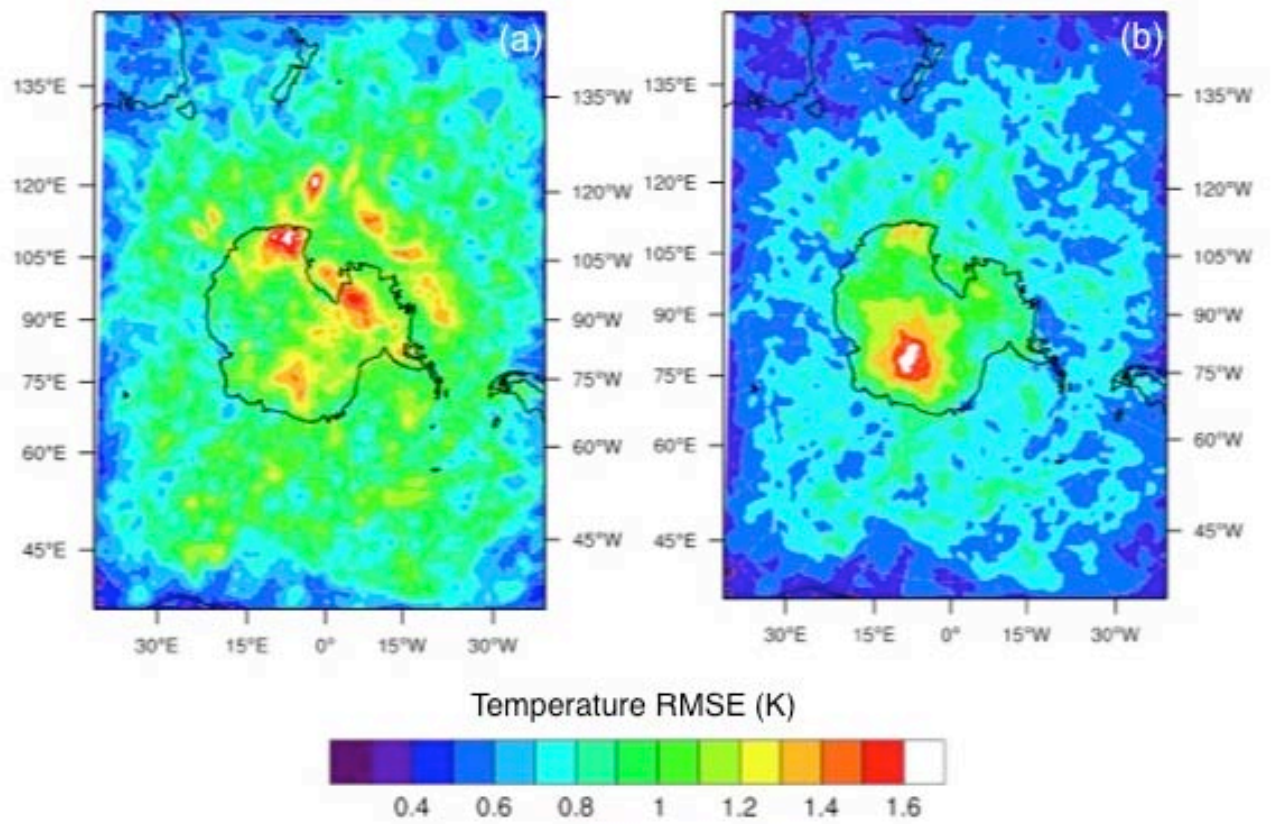 (a)
(b)
135°E
120°E
105°E
90°E
75°E
60°E
45°E
135°W
120°W
105°W
90°W
75°W
60°W
45°W
30°E 15°E 0° 15°W 30°W
135°E
120°E
105°E
90°E
75°E
60°E
45°E
135°W
120°W
105°W
90°W
75°W
60°W
45°W
30°E 15°E 0° 15°W 30°W
Temperature RMSE (K)
0.4 0.6 0.8 1 1.2 1.4 1.6